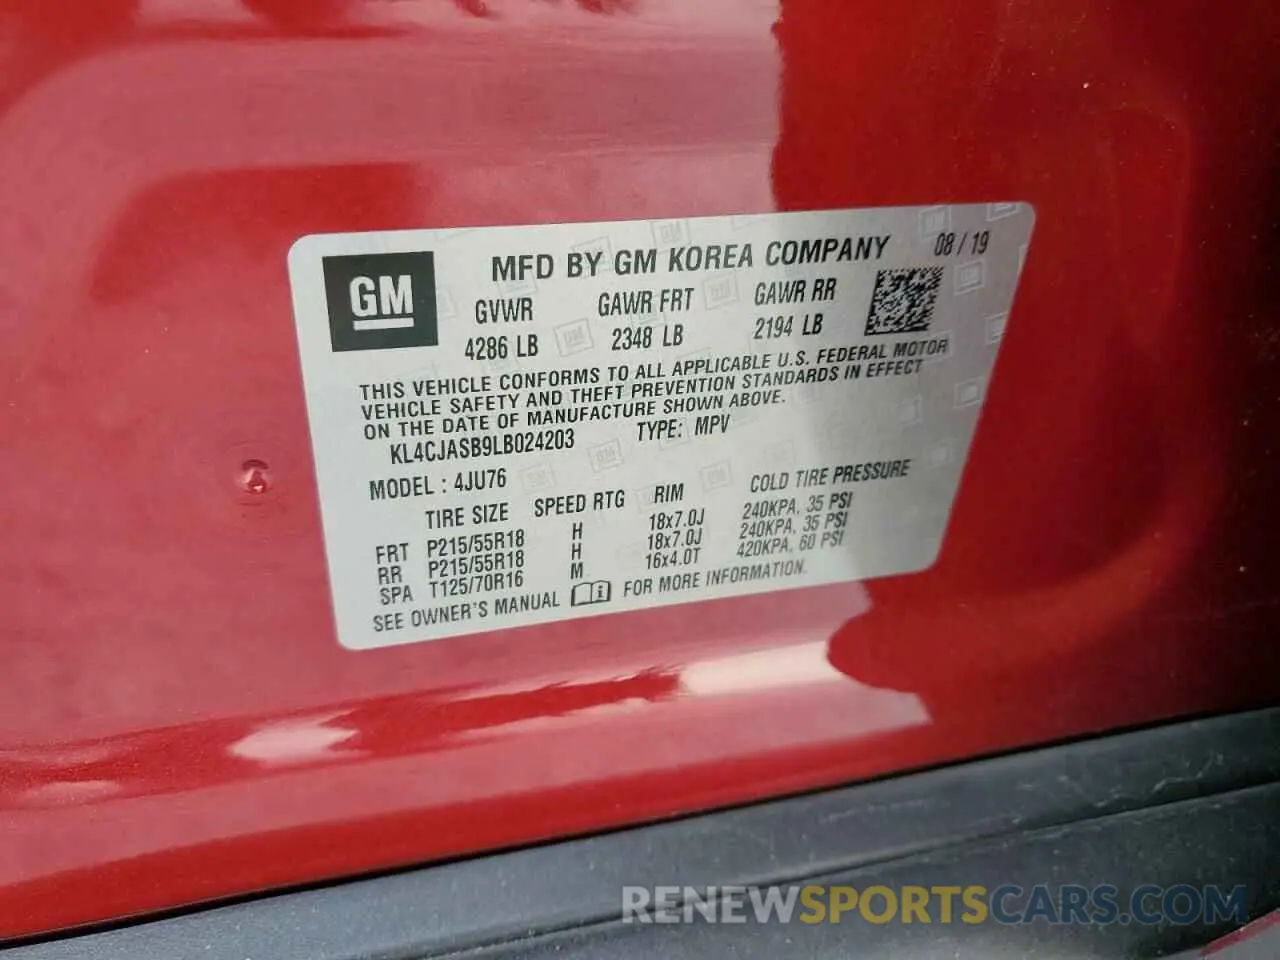 GM
MFD BY GM KOREA COMPANY 08 / 19
GVWR GAWR FRT GAWR RR
4286 LB 2348 LB 2194 LB
THIS VEHICLE CONFORMS TO ALL APPLICABLE U.S. FEDERAL MOTOR
VEHICLE SAFETY AND THEFT PREVENTION STANDARDS IN EFFECT
ON THE DATE OF MANUFACTURE SHOWN ABOVE.
KL4CJASB9LB024203 TYPE: MPV
MODEL : 4JU76
TIRE SIZE SPEED RTG RIM COLD TIRE PRESSURE
FRT P215/55R18 H 18x7.0J 240KPA, 35 PSI
RR P215/55R18 H 18x7.0J 240KPA, 35 PSI
SPA T125/70R16 M 16x4.0T 420KPA, 60 PSI
SEE OWNER'S MANUAL i FOR MORE INFORMATION.
RENEWSPORTSCARS.COM